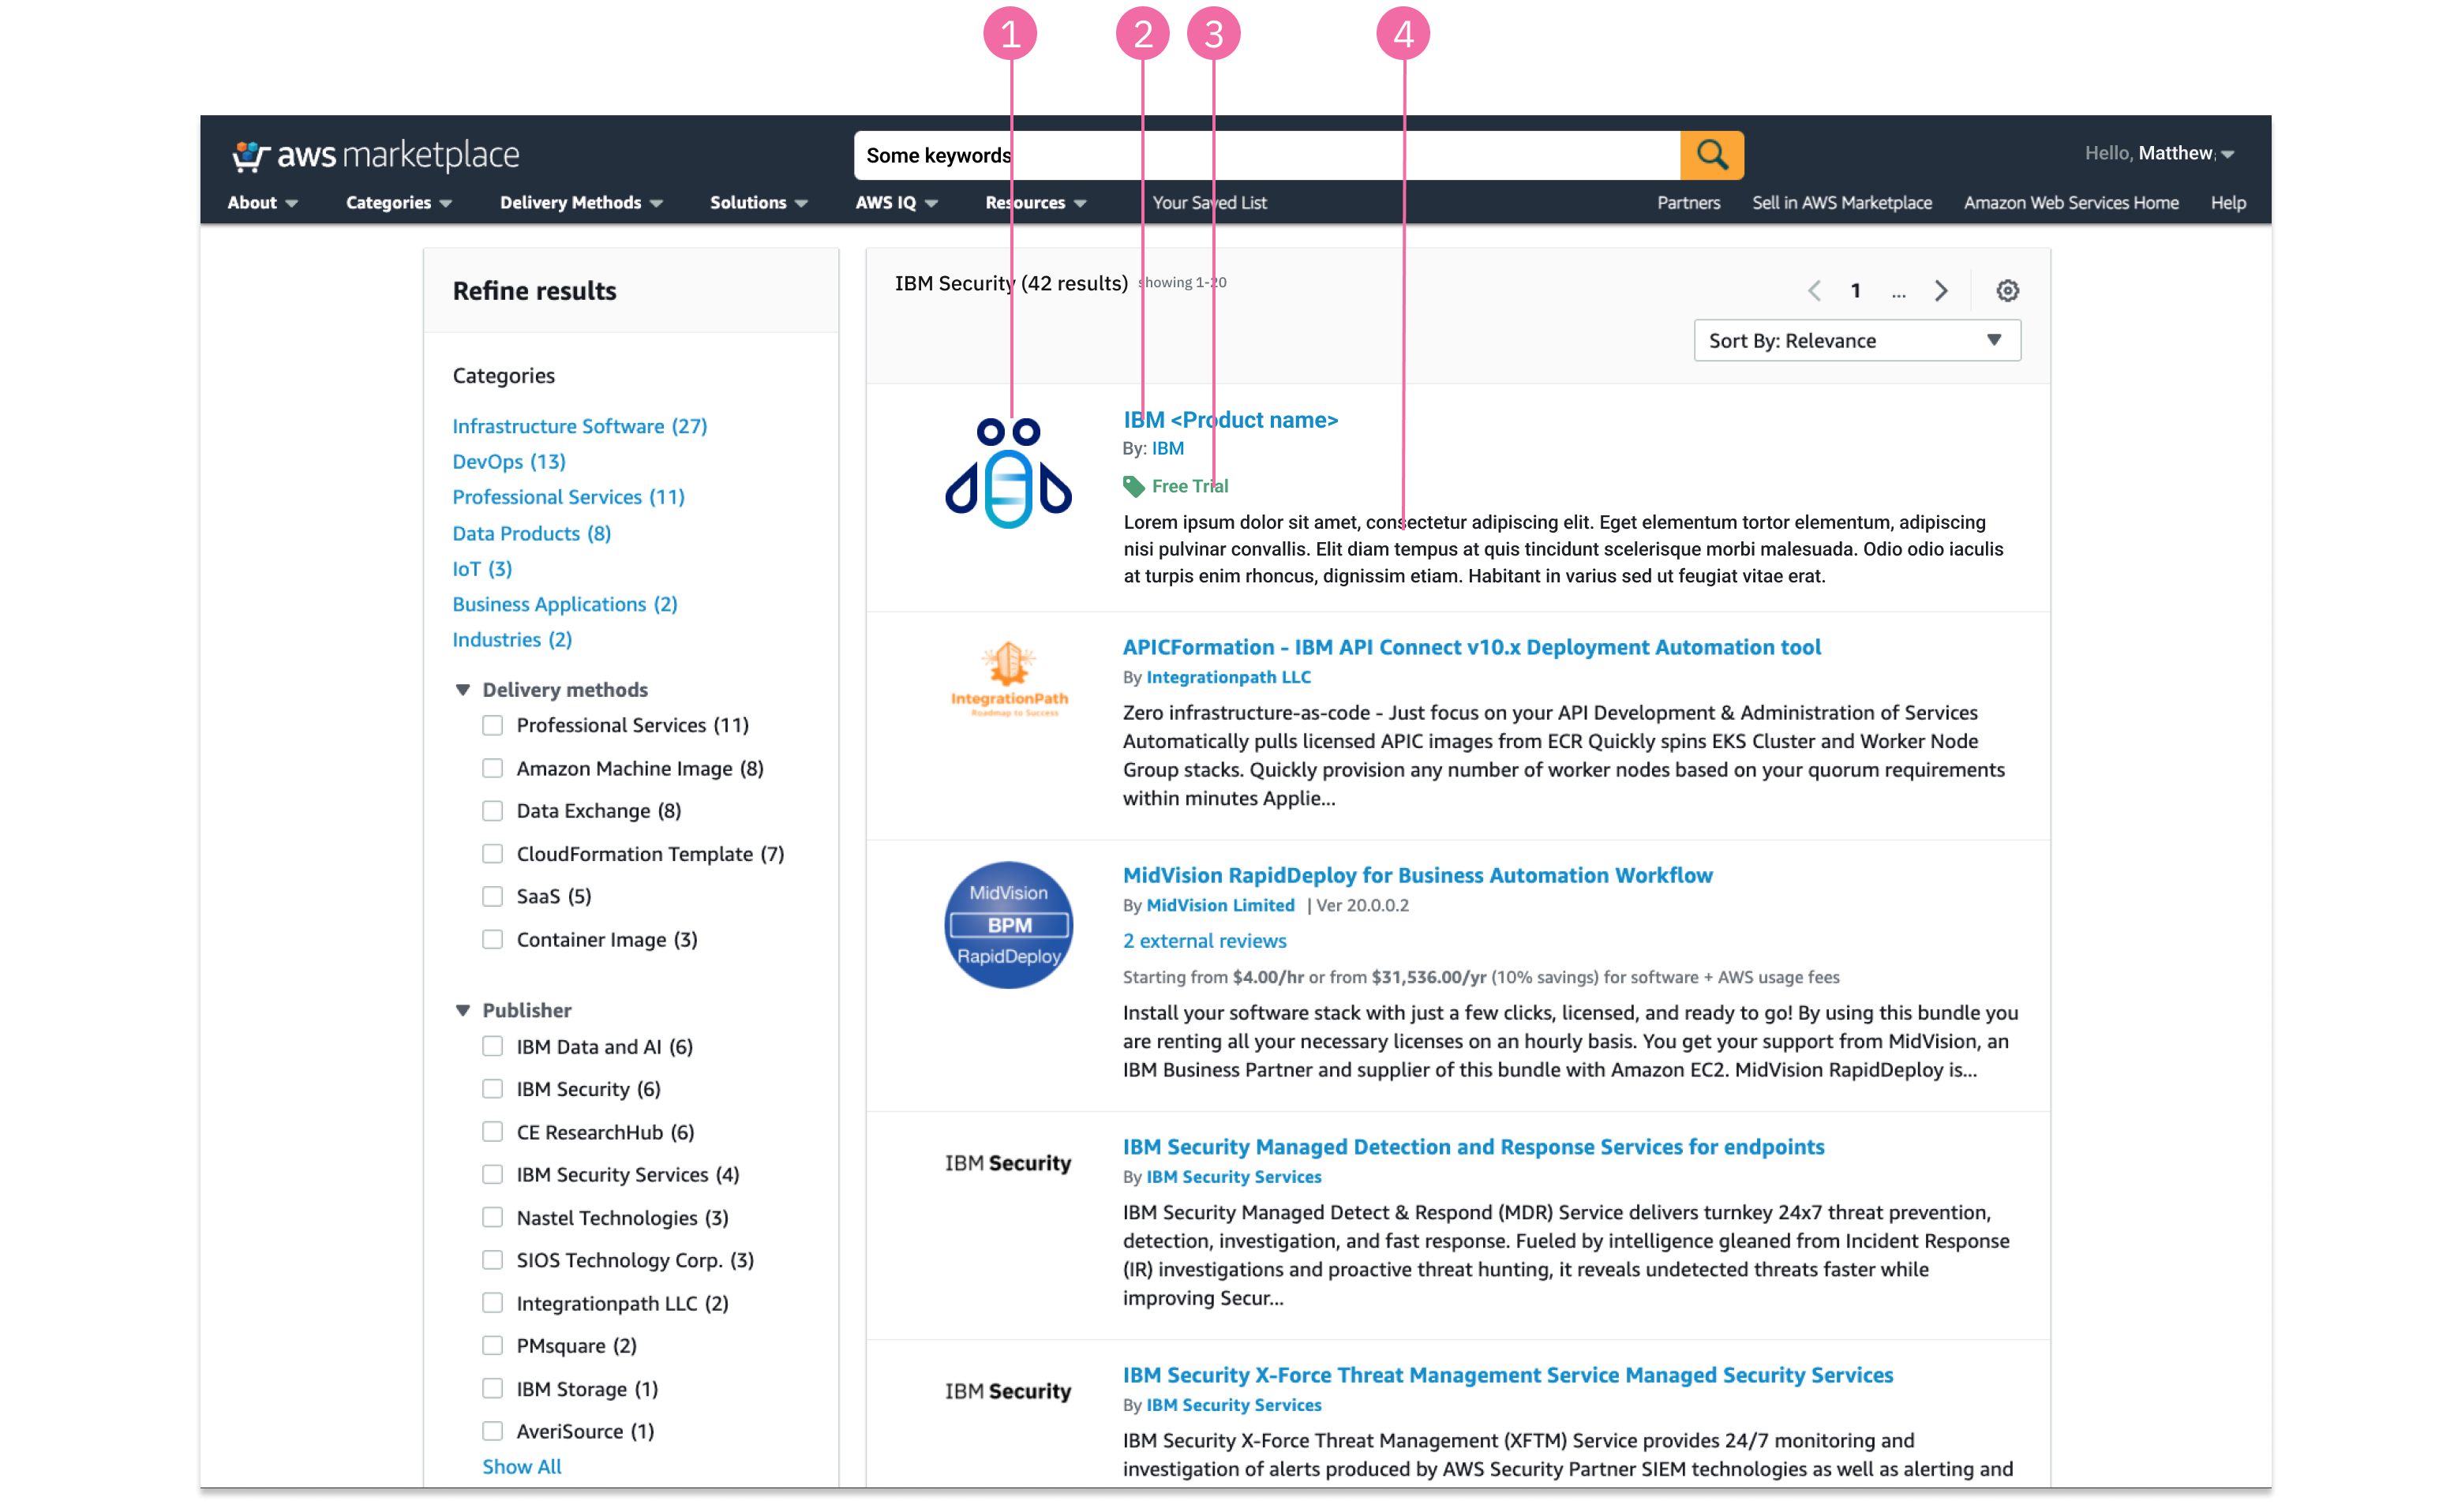 1 2 3 4
aws marketplace
Some keywords
Hello, Matthew
About Categories Delivery Methods Solutions AWS IQ Resources Your Saved List Partners Sell in AWS Marketplace Amazon Web Services Home Help
Refine results
Categories
Infrastructure Software (27)
DevOps (13)
Professional Services (11)
Data Products (8)
IoT (3)
Business Applications (2)
Industries (2)
Delivery methods
Professional Services (11)
Amazon Machine Image (8)
Data Exchange (8)
CloudFormation Template (7)
SaaS (5)
Container Image (3)
Publisher
IBM Data and AI (6)
IBM Security (6)
CE ResearchHub (6)
IBM Security Services (4)
Nastel Technologies (3)
SIOS Technology Corp. (3)
Integrationpath LLC (2)
PMsquare (2)
IBM Storage (1)
AveriSource (1)
Show All
IBM Security (42 results) showing 1-20
1 ...
Sort By: Relevance
IBM <Product name>
By: IBM
Free Trial
Lorem ipsum dolor sit amet, consectetur adipiscing elit. Eget elementum tortor elementum, adipiscing
nisi pulvinar convallis. Elit diam tempus at quis tincidunt scelerisque morbi malesuada. Odio odio iaculis
at turpis enim rhoncus, dignissim etiam. Habitant in varius sed ut feugiat vitae erat.
IntegrationPath
Roadmap to Success
APICFormation - IBM API Connect v10.x Deployment Automation tool
By Integrationpath LLC
Zero infrastructure-as-code - Just focus on your API Development & Administration of Services
Automatically pulls licensed APIC images from ECR Quickly spins EKS Cluster and Worker Node
Group stacks. Quickly provision any number of worker nodes based on your quorum requirements
within minutes Applie...
MidVision
BPM
RapidDeploy
MidVision RapidDeploy for Business Automation Workflow
By MidVision Limited | Ver 20.0.0.2
2 external reviews
Starting from $4.00/hr or from $31,536.00/yr (10% savings) for software + AWS usage fees
Install your software stack with just a few clicks, licensed, and ready to go! By using this bundle you
are renting all your necessary licenses on an hourly basis. You get your support from MidVision, an
IBM Business Partner and supplier of this bundle with Amazon EC2. MidVision RapidDeploy is...
IBM Security
IBM Security Managed Detection and Response Services for endpoints
By IBM Security Services
IBM Security Managed Detect & Respond (MDR) Service delivers turnkey 24x7 threat prevention,
detection, investigation, and fast response. Fueled by intelligence gleaned from Incident Response
(IR) investigations and proactive threat hunting, it reveals undetected threats faster while
improving Secur...
IBM Security
IBM Security X-Force Threat Management Service Managed Security Services
By IBM Security Services
IBM Security X-Force Threat Management (XFTM) Service provides 24/7 monitoring and
investigation of alerts produced by AWS Security Partner SIEM technologies as well as alerting and